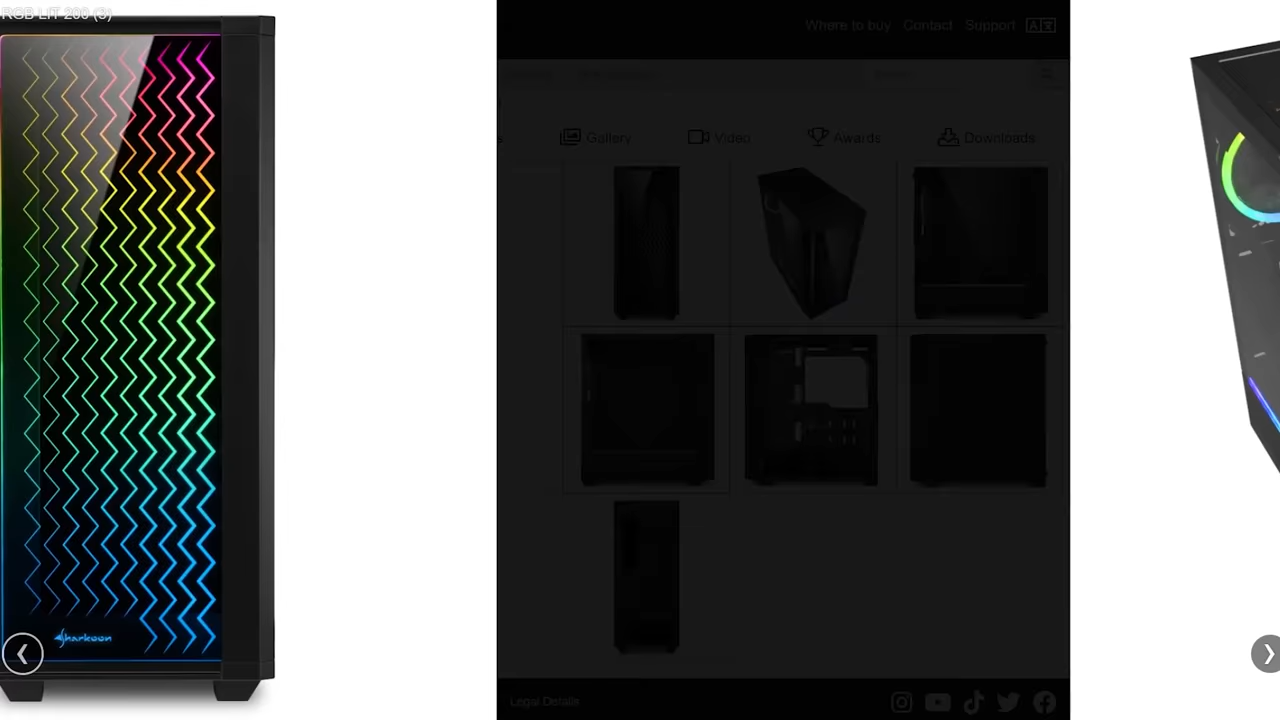 RGB LIT 200 (3)
Where to buy Contact Support
Gallery Video Awards Downloads
Sharkoon
Legal Details